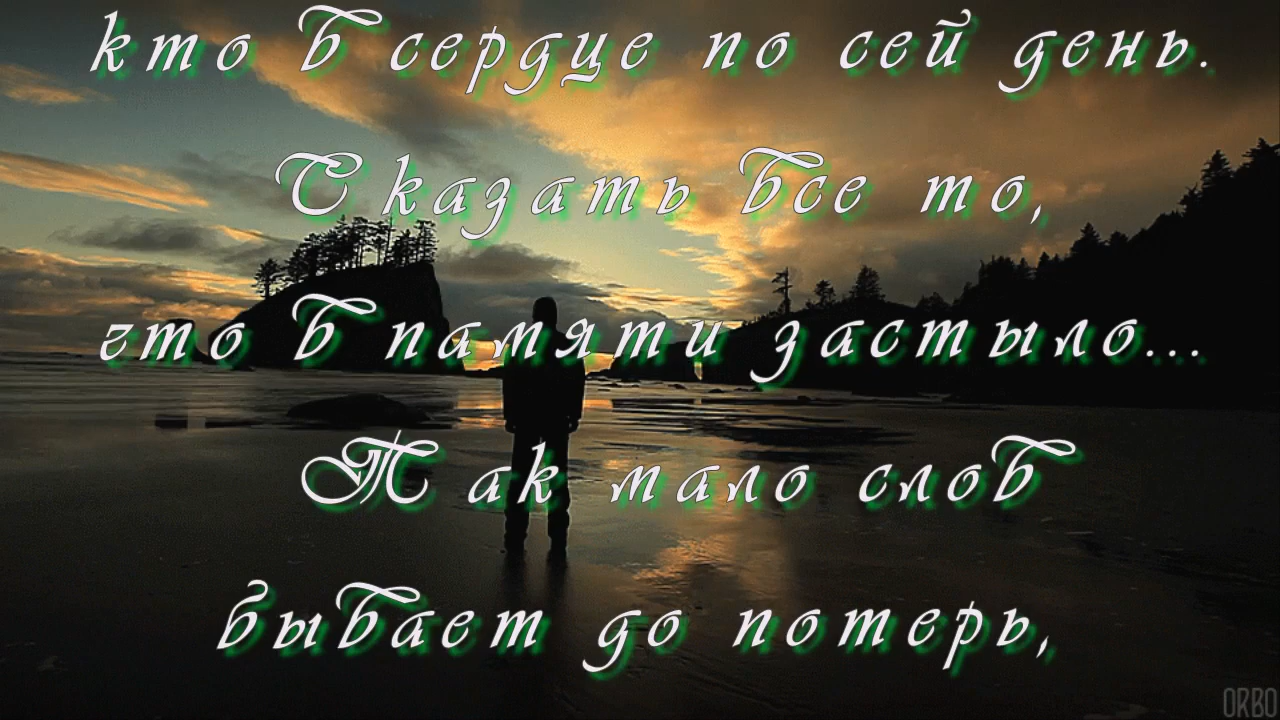 кто в сердце по сей день.
Сказать все то,
что в памяти застыло...
Так мало слов
бывает до потерь,
ORBO